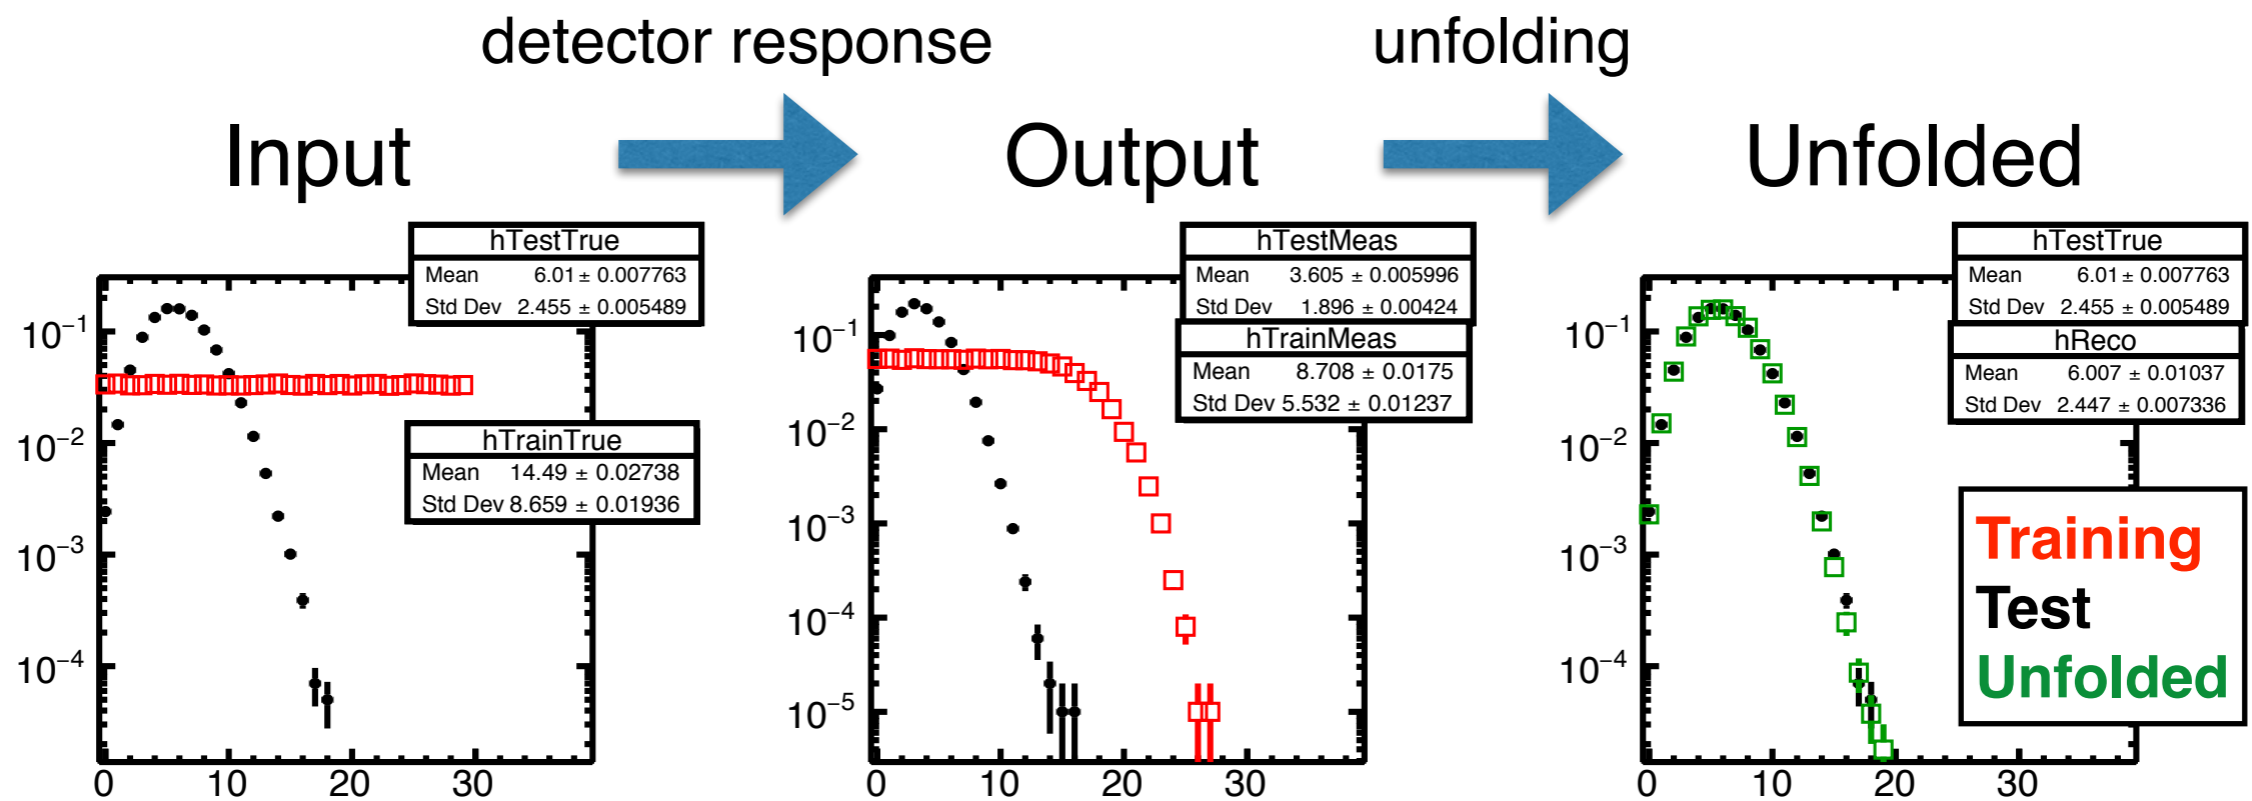 detector response
unfolding
Input
Output
Unfolded
hTestTrue
Mean 6.01 ± 0.007763
Std Dev 2.455 ± 0.005489
hTrainTrue
Mean 14.49 ± 0.02738
Std Dev 8.659 ± 0.01936
10−1
10−2
10−3
10−4
0 10 20 30
hTestMeas
Mean 3.605 ± 0.005996
Std Dev 1.896 ± 0.00424
hTrainMeas
Mean 8.708 ± 0.0175
Std Dev 5.532 ± 0.01237
10−1
10−2
10−3
10−4
10−5
0 10 20 30
hTestTrue
Mean 6.01 ± 0.007763
Std Dev 2.455 ± 0.005489
hReco
Mean 6.007 ± 0.01037
Std Dev 2.447 ± 0.007336
10−1
10−2
10−3
10−4
0 10 20 30
Training
Test
Unfolded